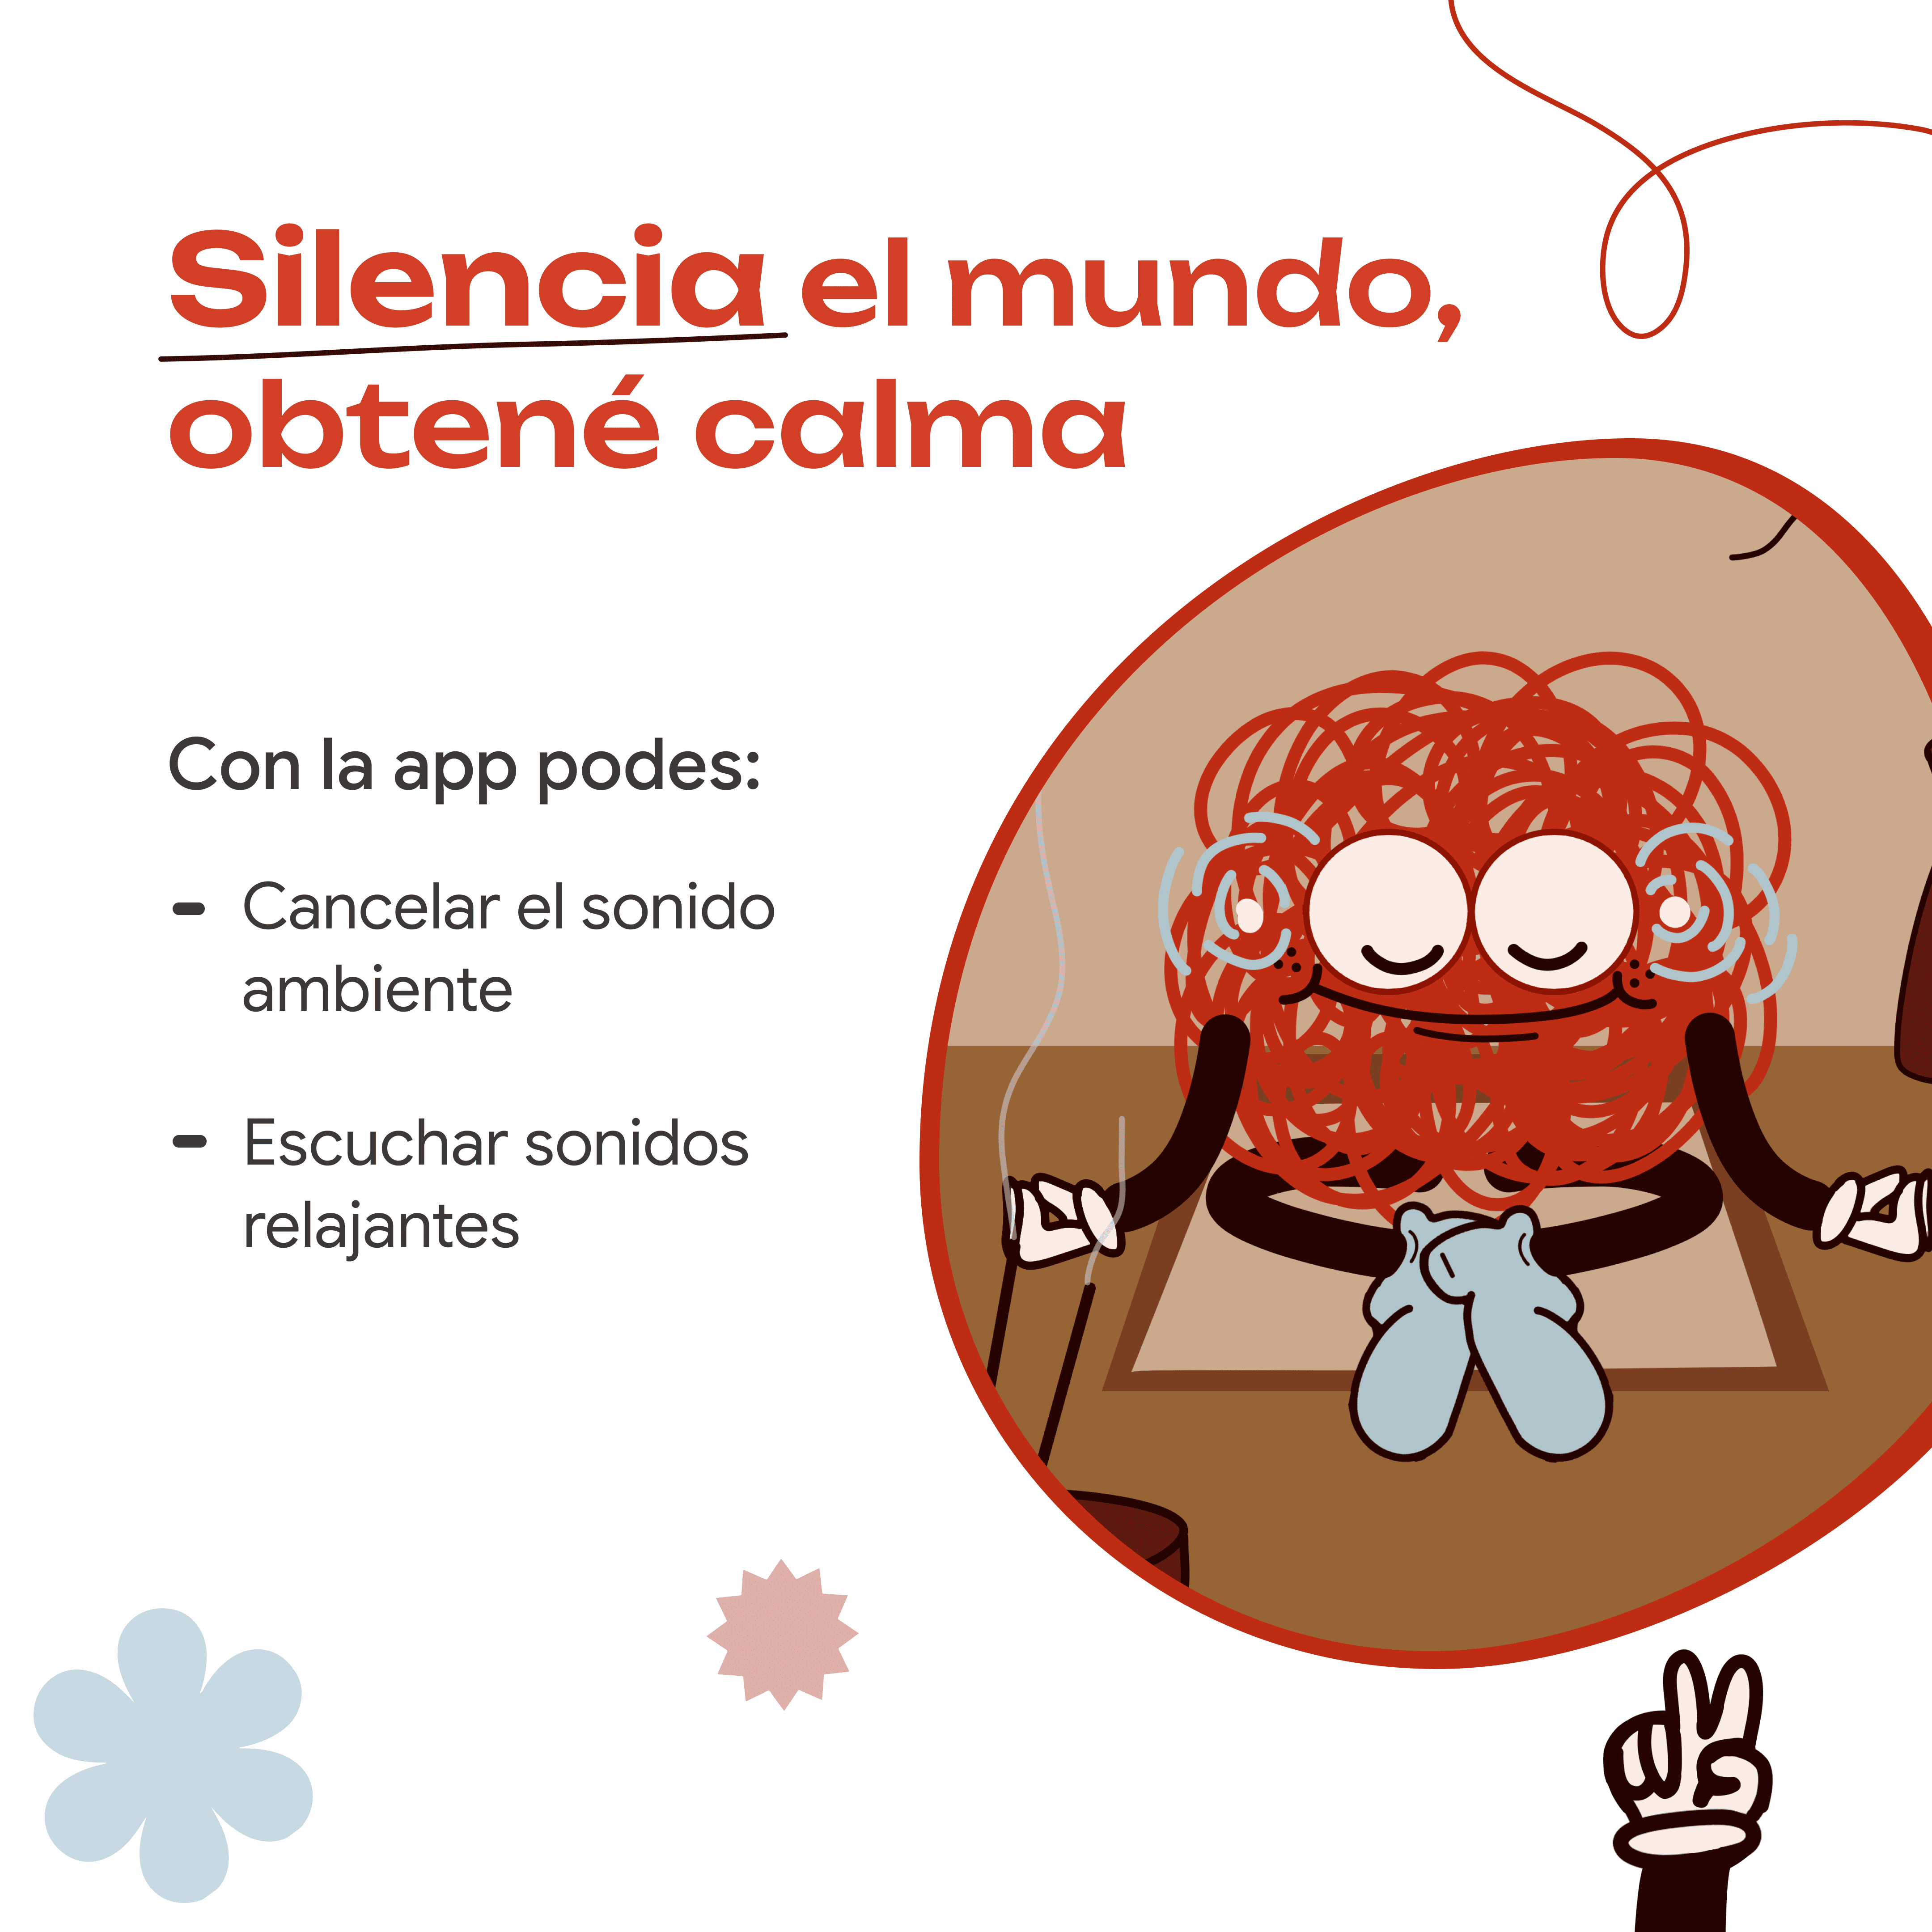 Silencia el mundo,
obtené calma
Con la app podes:
- Cancelar el sonido
ambiente
- Escuchar sonidos
relajantes